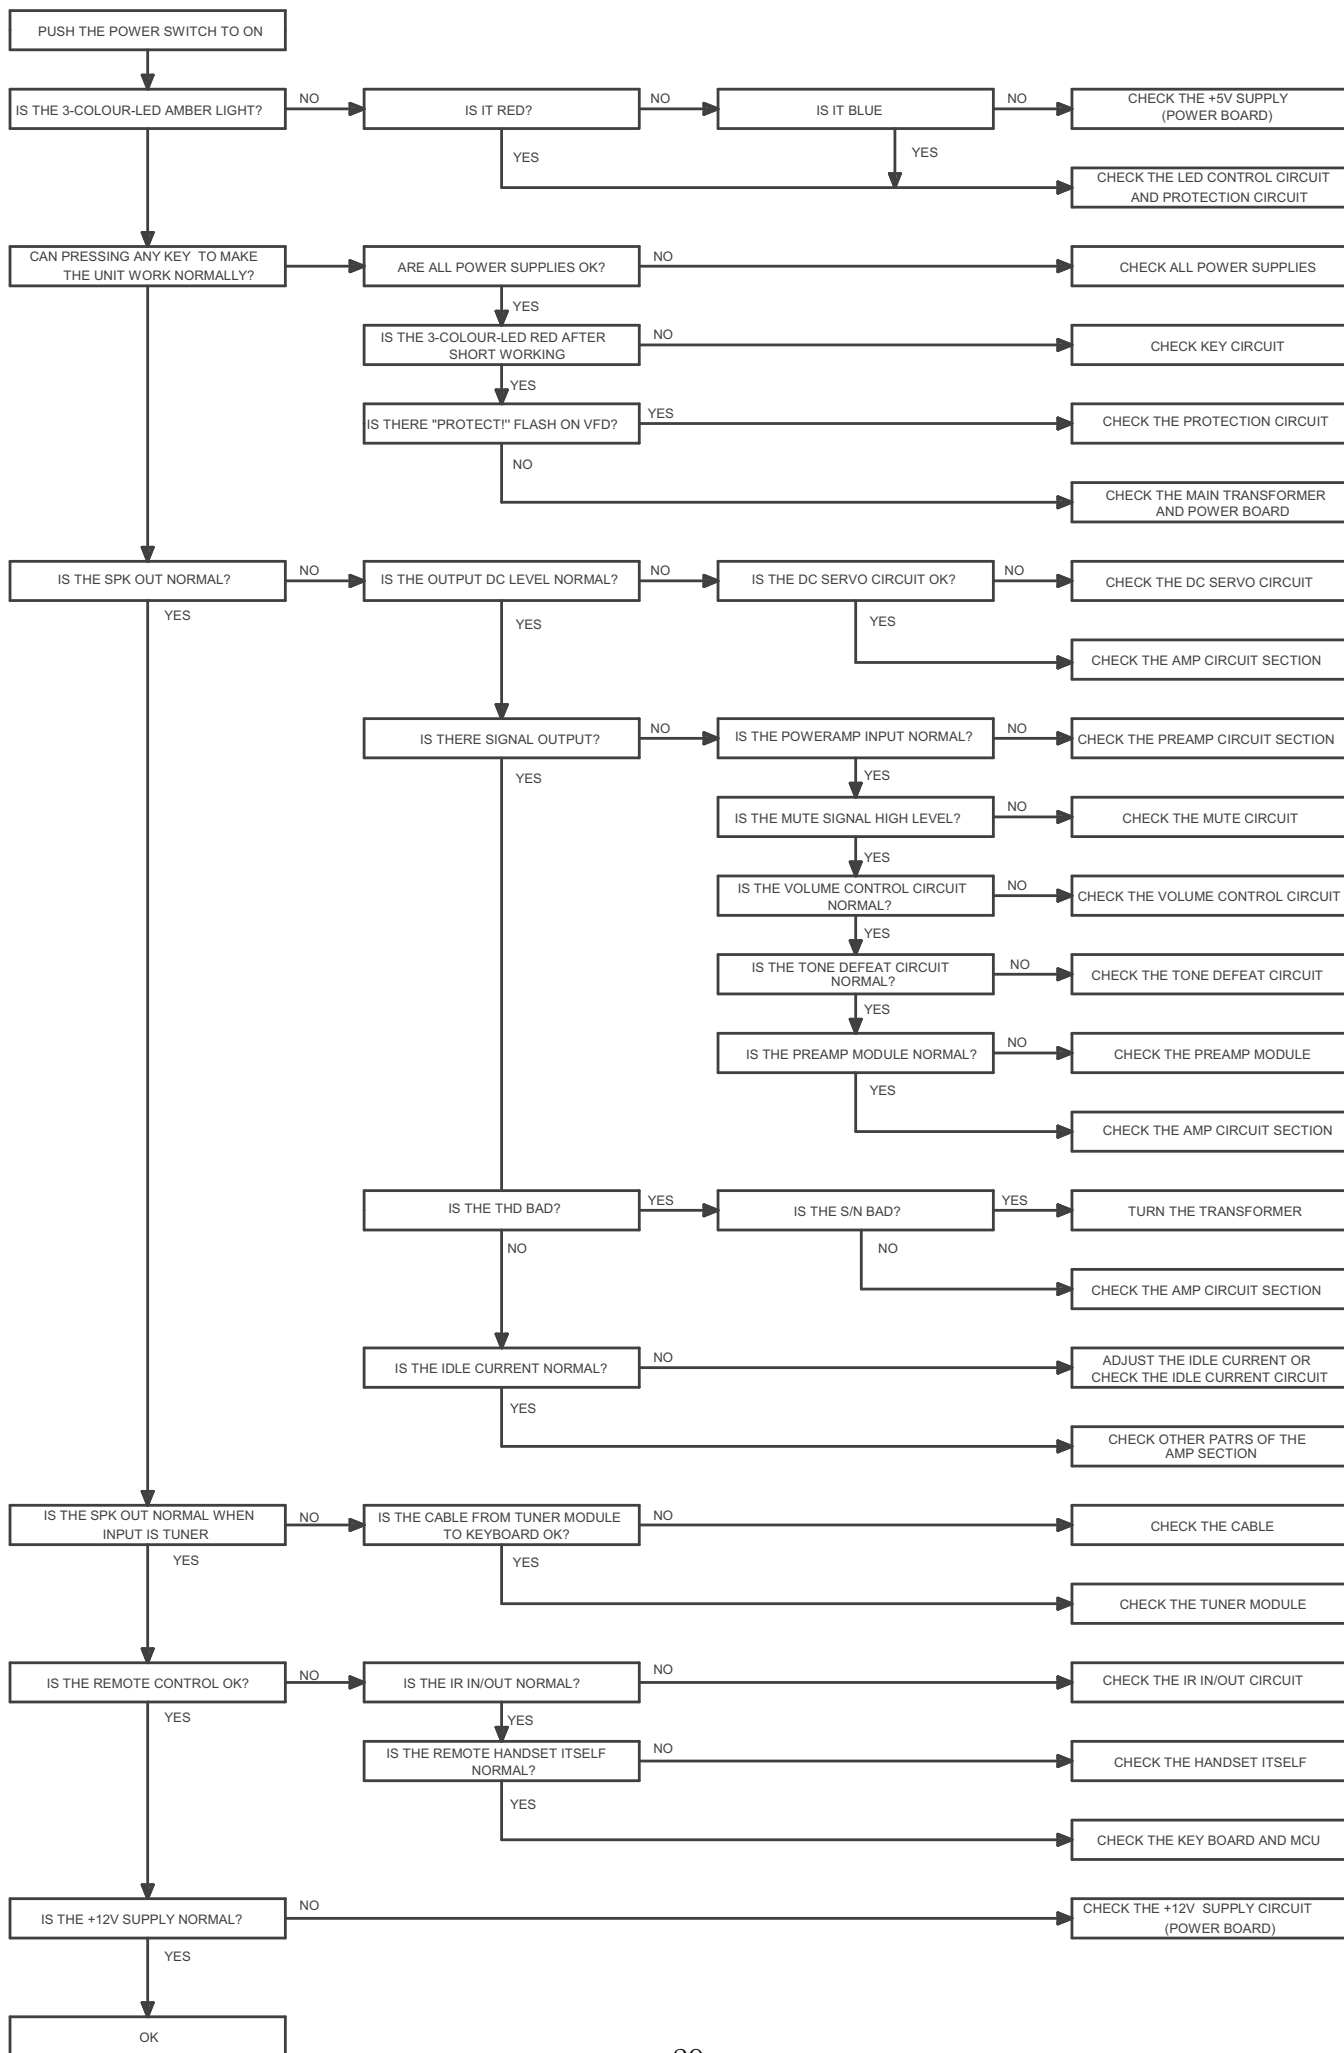 PUSH THE POWER SWITCH TO ON
IS THE 3-COLOUR-LED AMBER LIGHT?
NO
IS IT RED?
NO
IS IT BLUE
NO
CHECK THE +5V SUPPLY
(POWER BOARD)
YES
YES
CHECK THE LED CONTROL CIRCUIT
AND PROTECTION CIRCUIT
CAN PRESSING ANY KEY TO MAKE
THE UNIT WORK NORMALLY?
ARE ALL POWER SUPPLIES OK?
NO
CHECK ALL POWER SUPPLIES
YES
IS THE 3-COLOUR-LED RED AFTER
SHORT WORKING
NO
CHECK KEY CIRCUIT
YES
IS THERE "PROTECT!" FLASH ON VFD?
YES
CHECK THE PROTECTION CIRCUIT
NO
CHECK THE MAIN TRANSFORMER
AND POWER BOARD
IS THE SPK OUT NORMAL?
NO
IS THE OUTPUT DC LEVEL NORMAL?
NO
IS THE DC SERVO CIRCUIT OK?
NO
CHECK THE DC SERVO CIRCUIT
YES
YES
YES
CHECK THE AMP CIRCUIT SECTION
IS THERE SIGNAL OUTPUT?
NO
IS THE POWERAMP INPUT NORMAL?
NO
CHECK THE PREAMP CIRCUIT SECTION
YES
YES
IS THE MUTE SIGNAL HIGH LEVEL?
NO
CHECK THE MUTE CIRCUIT
YES
IS THE VOLUME CONTROL CIRCUIT
NORMAL?
NO
CHECK THE VOLUME CONTROL CIRCUIT
YES
IS THE TONE DEFEAT CIRCUIT
NORMAL?
NO
CHECK THE TONE DEFEAT CIRCUIT
YES
IS THE PREAMP MODULE NORMAL?
NO
CHECK THE PREAMP MODULE
YES
CHECK THE AMP CIRCUIT SECTION
IS THE THD BAD?
YES
IS THE S/N BAD?
YES
TURN THE TRANSFORMER
NO
NO
CHECK THE AMP CIRCUIT SECTION
IS THE IDLE CURRENT NORMAL?
NO
ADJUST THE IDLE CURRENT OR
CHECK THE IDLE CURRENT CIRCUIT
YES
CHECK OTHER PATRS OF THE
AMP SECTION
IS THE SPK OUT NORMAL WHEN
INPUT IS TUNER
NO
IS THE CABLE FROM TUNER MODULE
TO KEYBOARD OK?
NO
CHECK THE CABLE
YES
YES
CHECK THE TUNER MODULE
IS THE REMOTE CONTROL OK?
NO
IS THE IR IN/OUT NORMAL?
NO
CHECK THE IR IN/OUT CIRCUIT
YES
YES
IS THE REMOTE HANDSET ITSELF
NORMAL?
NO
CHECK THE HANDSET ITSELF
YES
CHECK THE KEY BOARD AND MCU
IS THE +12V SUPPLY NORMAL?
NO
CHECK THE +12V SUPPLY CIRCUIT
(POWER BOARD)
YES
OK